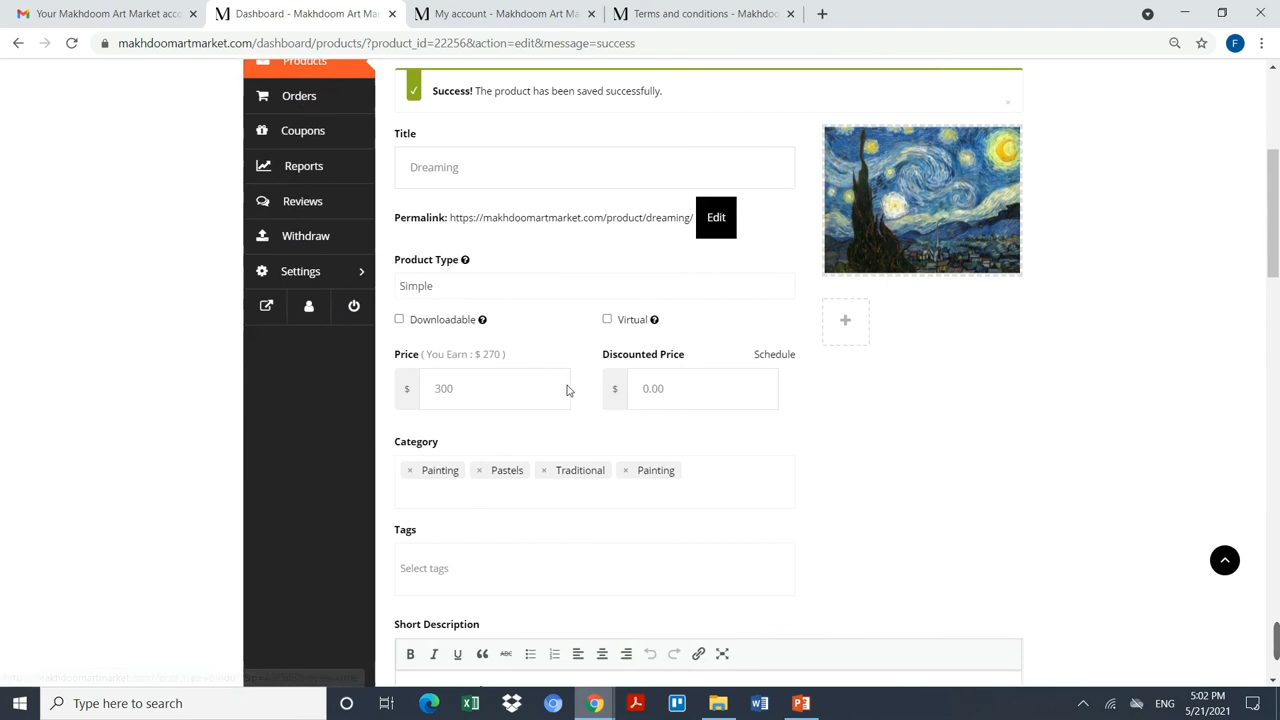 Your Makhdoom Art Market acc
Dashboard - Makhdoom Art Mar
My account - Makhdoom Art Ma
Terms and conditions - Makhdoo
makhdoomartmarket.com/dashboard/products/?product_id=22256&action=edit&message=success
F
Products
Orders
Coupons
Reports
Reviews
Withdraw
Settings
Success! The product has been saved successfully.
Title
Dreaming
Permalink: https://makhdoomartmarket.com/product/dreaming/ Edit
Product Type
Simple
Downloadable
Virtual
Price ( You Earn : $ 270 )
Discounted Price
Schedule
$ 300
$ 0.00
Category
× Painting × Pastels × Traditional × Painting
Tags
Select tags
Short Description
B I U ABC
Type here to search
ENG
5:02 PM
5/21/2021